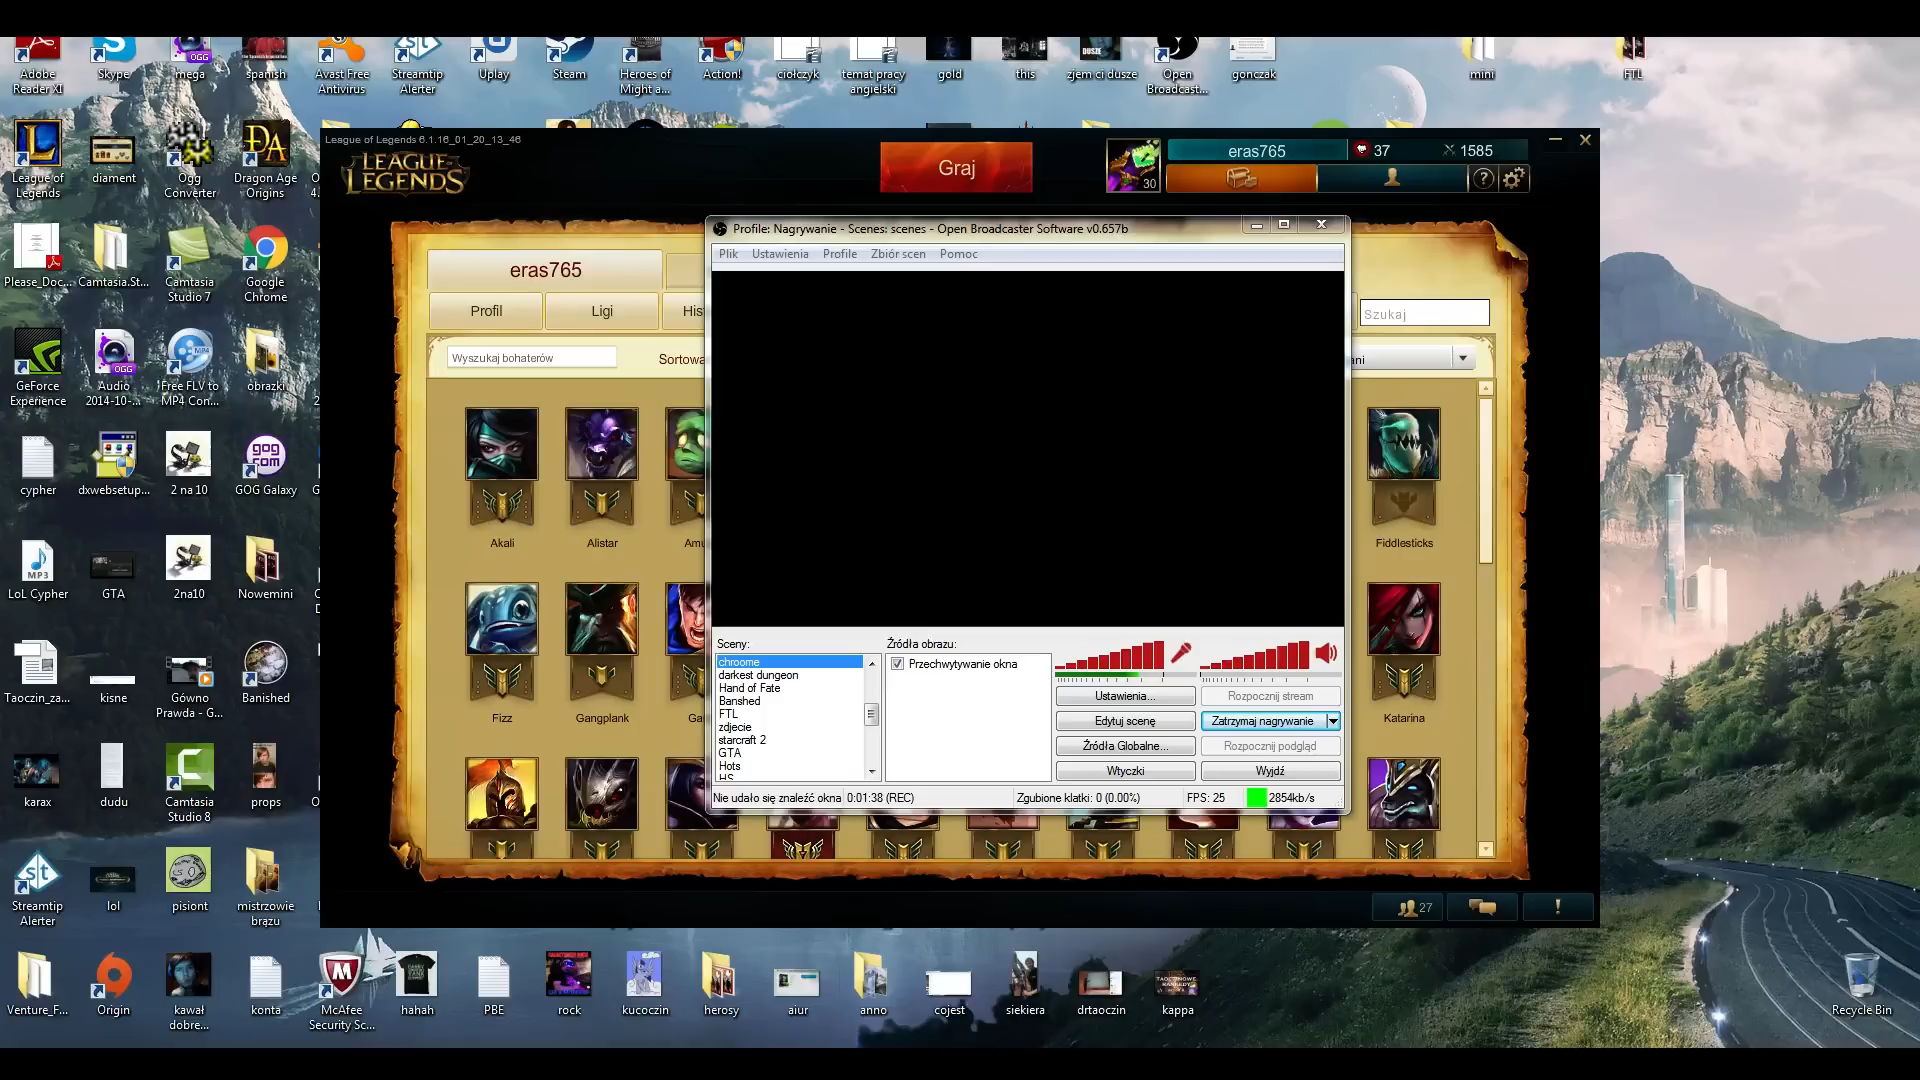 Adobe
Reader XI
Skype
mega
spanish
Avast Free
Antivirus
Streamtip
Alerter
Uplay
Steam
Heroes of
Might a...
Action!
ciołczyk
temat pracy
angielski
gold
this
zjem ci dusze
Open
Broadcast...
gonczak
mini
FTL
League of
Legends
diament
Ogg
Converter
Dragon Age
Origins
Please_Doc...
Camtasia.St...
Camtasia
Studio 7
Google
Chrome
GeForce
Experience
Audio
2014-10-...
Free FLV to
MP4 Con...
obrazki
cypher
dxwebsetup...
2 na 10
GOG Galaxy
LoL Cypher
GTA
2na10
Nowemini
Taoczin_za...
kisne
Gówno
Prawda - G...
Banished
karax
dudu
Camtasia
Studio 8
props
Streamtip
Alerter
lol
pisiont
mistrzowie
brązu
Venture_F...
Origin
kawał
dobre...
konta
McAfee
Security Sc...
hahah
PBE
rock
kucoczin
herosy
aiur
anno
cojest
siekiera
drtaoczin
kappa
Recycle Bin
League of Legends 6.1.16_01_20_13_46
LEAGUE OF
LEGENDS
Graj
30
eras765
37
1585
eras765
Profil
Ligi
His
Szukaj
Wyszukaj bohaterów
Sortowa
ani
Akali
Alistar
Amu
Fiddlesticks
Fizz
Gangplank
Ga
Katarina
27
Profile: Nagrywanie - Scenes: scenes - Open Broadcaster Software v0.657b
Plik
Ustawienia
Profile
Zbiór scen
Pomoc
Sceny:
chroome
darkest dungeon
Hand of Fate
Banshed
FTL
zdjecie
starcraft 2
GTA
Hots
HS
Źródła obrazu:
Przechwytywanie okna
Ustawienia...
Rozpocznij stream
Edytuj scenę
Zatrzymaj nagrywanie
Źródła Globalne...
Rozpocznij podgląd
Wtyczki
Wyjdź
Nie udało się znaleźć okna
0:01:38 (REC)
Zgubione klatki: 0 (0.00%)
FPS: 25
2854kb/s